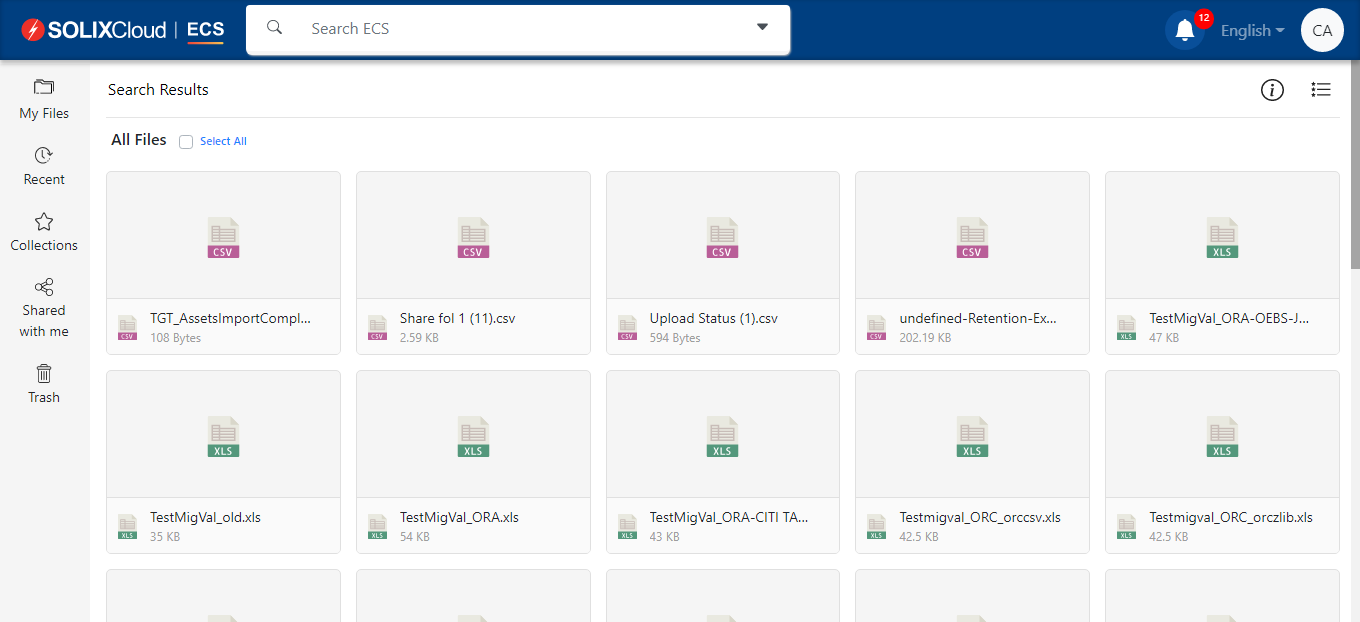 SOLIXCloud | ECS
Search ECS
12
English
CA
My Files
Recent
Collections
Shared
with me
Trash
Search Results
i
All Files
Select All
CSV
CSV
CSV
CSV
XLS
CSV
TGT_AssetsImportCompl...
108 Bytes
CSV
Share fol 1 (11).csv
2.59 KB
CSV
Upload Status (1).csv
594 Bytes
CSV
undefined-Retention-Ex...
202.19 KB
XLS
TestMigVal_ORA-OEBS-J...
47 KB
XLS
XLS
XLS
XLS
XLS
XLS
TestMigVal_old.xls
35 KB
XLS
TestMigVal_ORA.xls
54 KB
XLS
TestMigVal_ORA-CITI TA...
43 KB
XLS
Testmigval_ORC_orccsv.xls
42.5 KB
XLS
Testmigval_ORC_orczlib.xls
42.5 KB